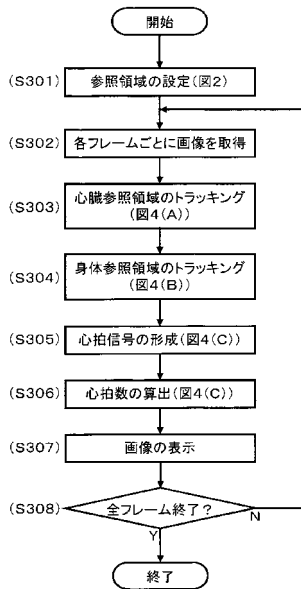 開始
(S301) 参照領域の設定(図2)
(S302) 各フレームごとに画像を取得
(S303) 心臓参照領域のトラッキング
(図4(A))
(S304) 身体参照領域のトラッキング
(図4(B))
(S305) 心拍信号の形成(図4(C))
(S306) 心拍数の算出(図4(C))
(S307) 画像の表示
(S308) 全フレーム終了? N
Y
終了